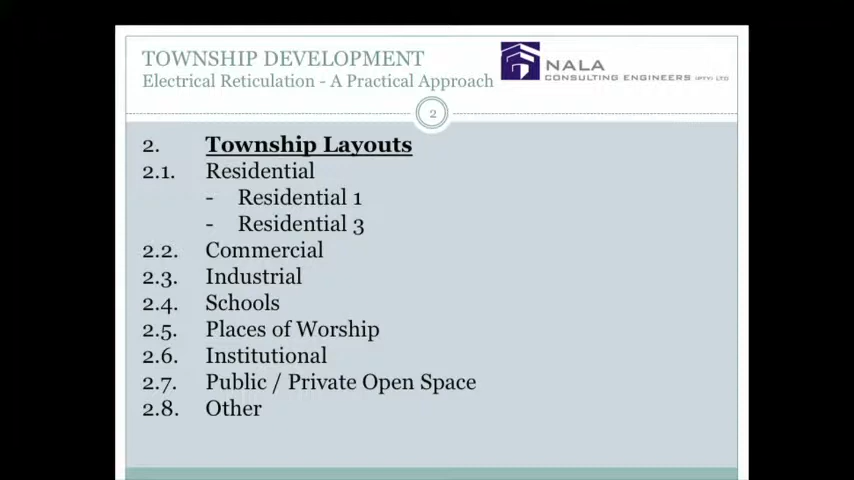 TOWNSHIP DEVELOPMENT
Electrical Reticulation - A Practical Approach
NALA
CONSULTING ENGINEERS (PTY) LTD
2
2. Township Layouts
2.1. Residential
- Residential 1
- Residential 3
2.2. Commercial
2.3. Industrial
2.4. Schools
2.5. Places of Worship
2.6. Institutional
2.7. Public / Private Open Space
2.8. Other